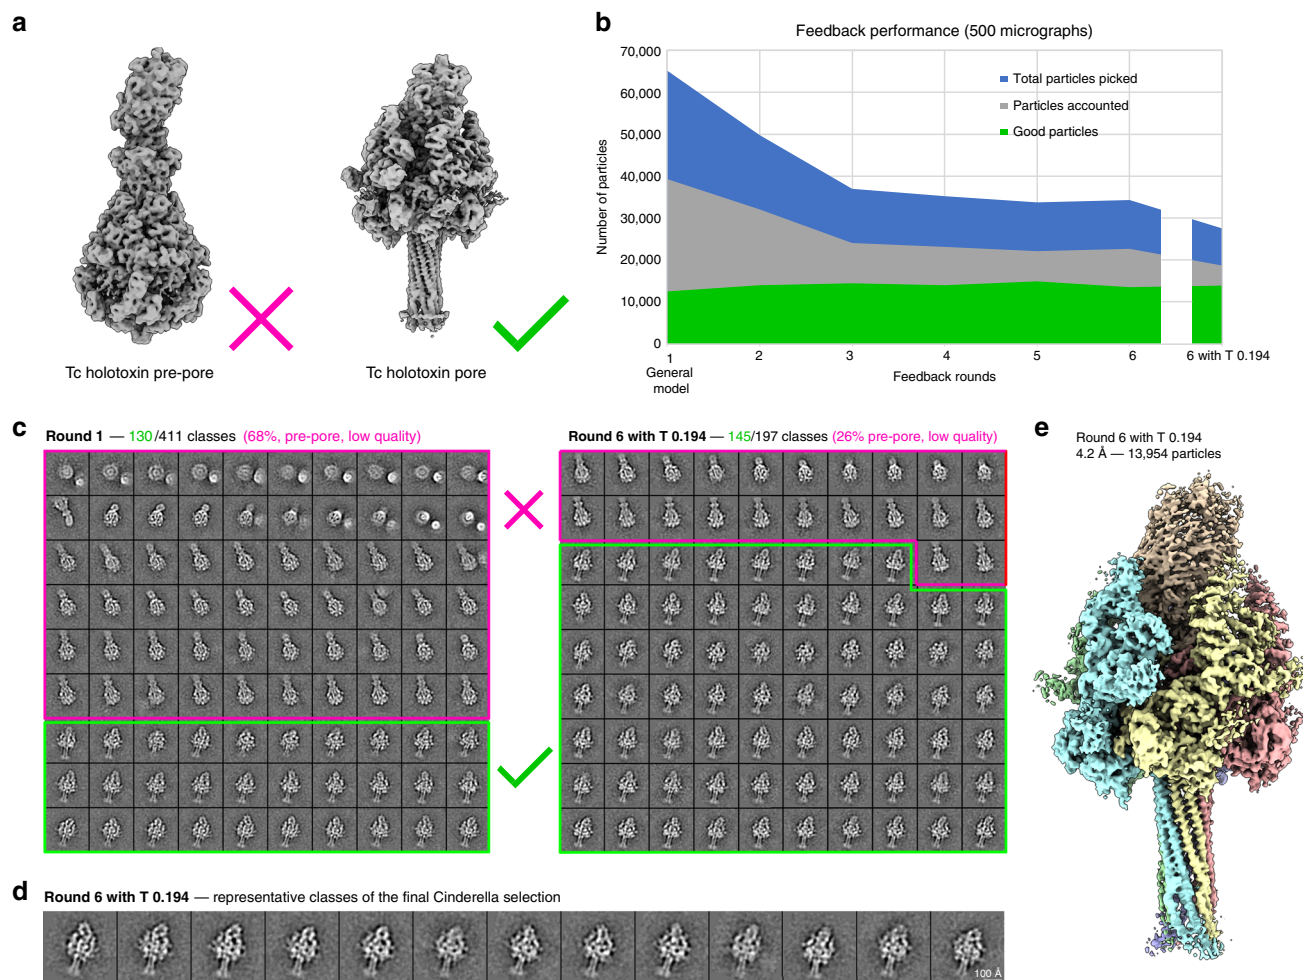 a
Tc holotoxin pre-pore
Tc holotoxin pore
b
Feedback performance (500 micrographs)
Number of particles
70,000
60,000
50,000
40,000
30,000
20,000
10,000
0
Total particles picked
Particles accounted
Good particles
1
General
model
2
3
4
5
6
6 with T 0.194
Feedback rounds
c
Round 1 — 130/411 classes (68%, pre-pore, low quality)
Round 6 with T 0.194 — 145/197 classes (26% pre-pore, low quality)
d
Round 6 with T 0.194 — representative classes of the final Cinderella selection
100 Å
e
Round 6 with T 0.194
4.2 Å — 13,954 particles